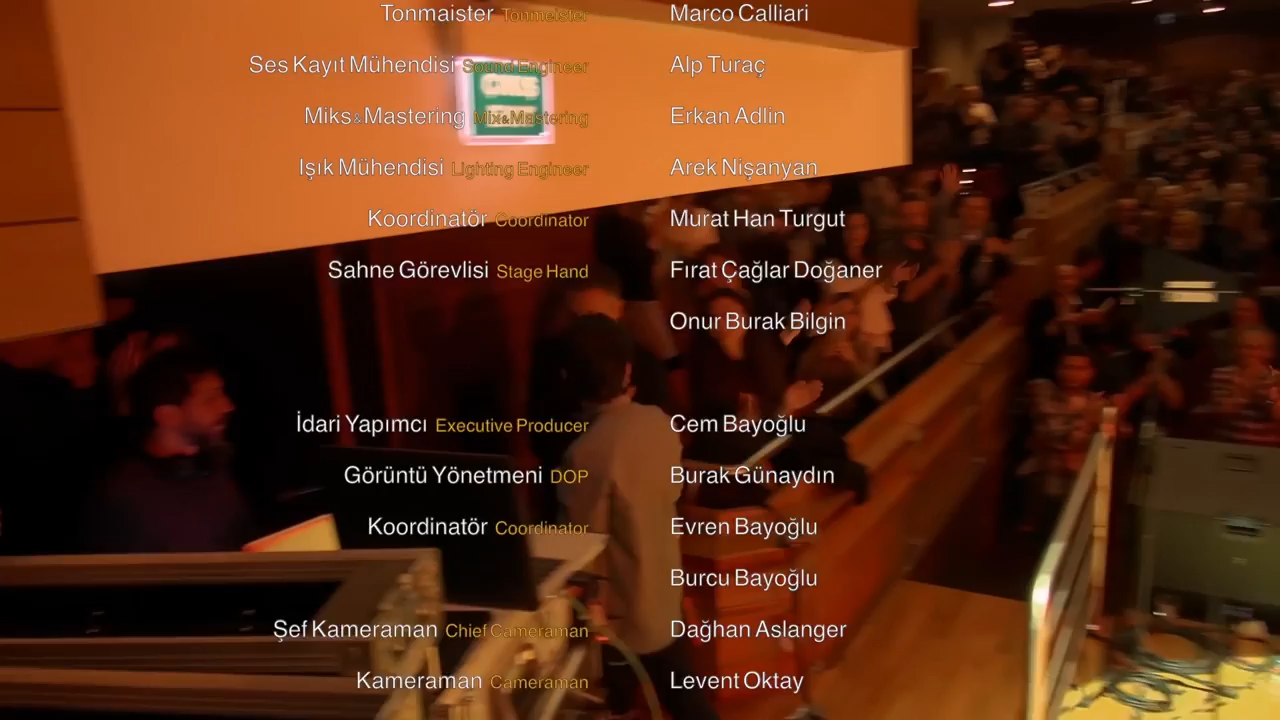 Tonmaister Tonmeister Marco Calliari
Ses Kayıt Mühendisi Sound Engineer Alp Turaç
Miks&Mastering Mix&Mastering Erkan Adlin
Işık Mühendisi Lighting Engineer Arek Nişanyan
Koordinatör Coordinator Murat Han Turgut
Sahne Görevlisi Stage Hand Fırat Çağlar Doğaner
Onur Burak Bilgin
İdari Yapımcı Executive Producer Cem Bayoğlu
Görüntü Yönetmeni DOP Burak Günaydın
Koordinatör Coordinator Evren Bayoğlu
Burcu Bayoğlu
Şef Kameraman Chief Cameraman Dağhan Aslanger
Kameraman Cameraman Levent Oktay